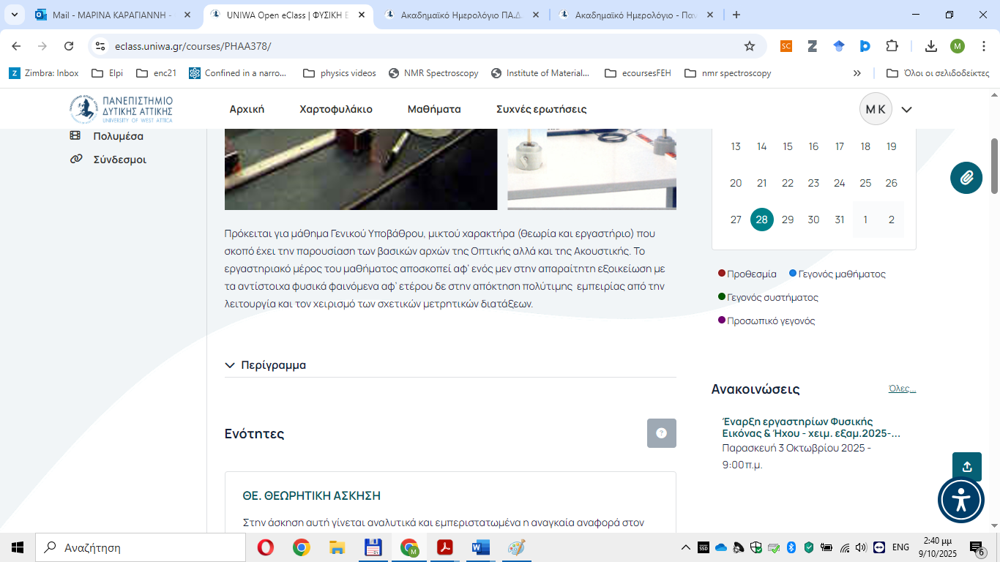 Mail - ΜΑΡΙΝΑ ΚΑΡΑΓΙΑΝΝΗ -
UNIWA Open eClass | ΦΥΣΙΚΗ Ε
Ακαδημαϊκό Ημερολόγιο ΠΑ.Δ
Ακαδημαϊκό Ημερολόγιο - Παν
eclass.uniwa.gr/courses/PHAA378/
SC
M
Zimbra: Inbox
Elpi
enc21
Confined in a narro...
physics videos
NMR Spectroscopy
Institute of Material...
ecoursesFEH
nmr spectroscopy
Όλοι οι σελιδοδείκτες
ΠΑΝΕΠΙΣΤΗΜΙΟ
ΔΥΤΙΚΗΣ ΑΤΤΙΚΗΣ
UNIVERSITY OF WEST ATTICA
Αρχική
Χαρτοφυλάκιο
Μαθήματα
Συχνές ερωτήσεις
Μ Κ
Πολυμέσα
Σύνδεσμοι
13 14 15 16 17 18 19
20 21 22 23 24 25 26
27 28 29 30 31 1 2
Πρόκειται για μάθημα Γενικού Υποβάθρου, μικτού χαρακτήρα (θεωρία και εργαστήριο) που
σκοπό έχει την παρουσίαση των βασικών αρχών της Οπτικής αλλά και της Ακουστικής. Το
εργαστηριακό μέρος του μαθήματος αποσκοπεί αφ' ενός μεν στην απαραίτητη εξοικείωση με
τα αντίστοιχα φυσικά φαινόμενα αφ' ετέρου δε στην απόκτηση πολύτιμης εμπειρίας από την
λειτουργία και τον χειρισμό των σχετικών μετρητικών διατάξεων.
Προθεσμία
Γεγονός μαθήματος
Γεγονός συστήματος
Προσωπικό γεγονός
Περίγραμμα
Ανακοινώσεις
Όλες...
Έναρξη εργαστηρίων Φυσικής
Εικόνας & Ήχου - χειμ. εξαμ.2025-...
Παρασκευή 3 Οκτωβρίου 2025 -
9:00 π.μ.
Ενότητες
ΘΕ. ΘΕΩΡΗΤΙΚΗ ΑΣΚΗΣΗ
Στην άσκηση αυτή γίνεται αναλυτικά και εμπεριστατωμένα η αναγκαία αναφορά στον
Αναζήτηση
M
SSD
ENG
2:40 μμ
9/10/2025
6